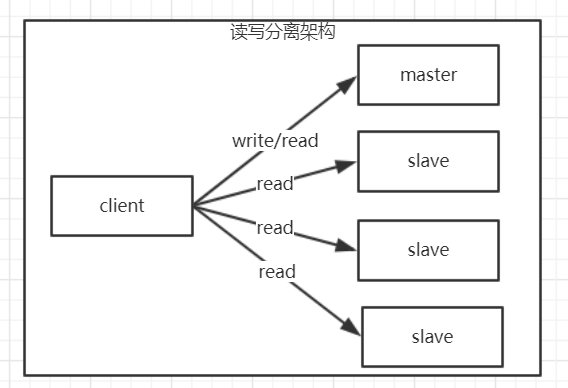 读写分离架构
master
write/read
slave
read
client
read
slave
read
slave